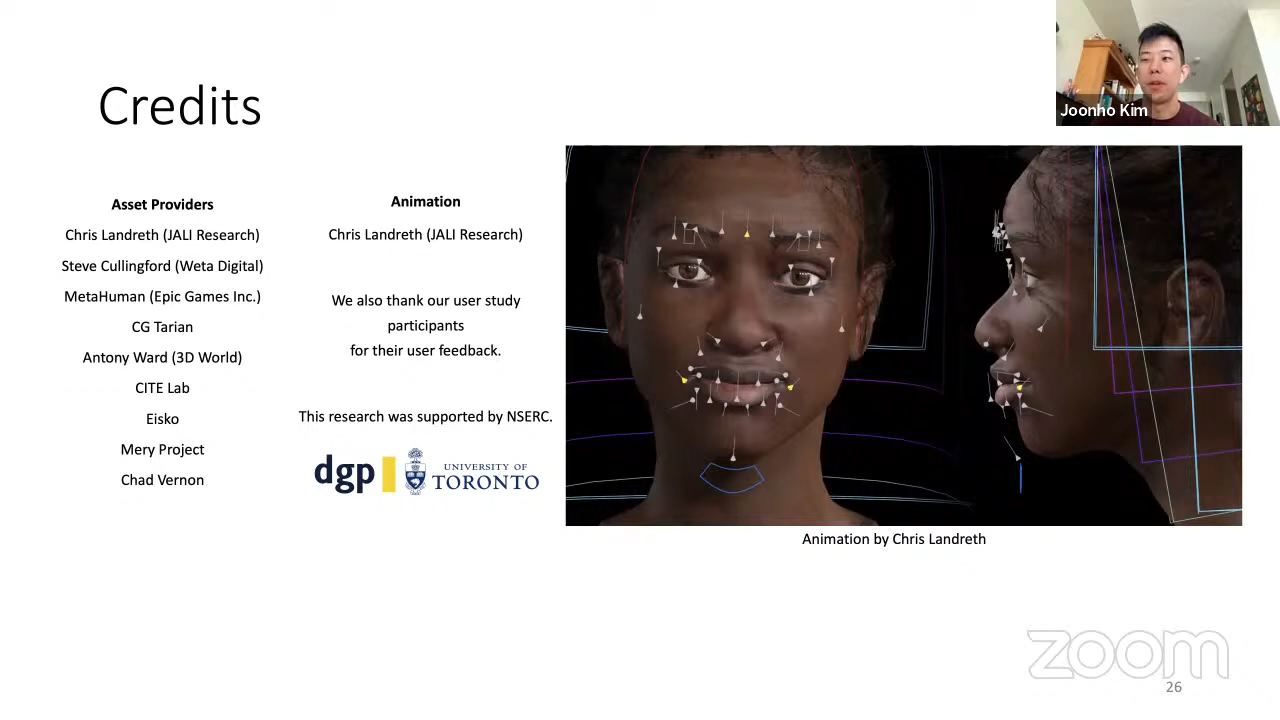 Credits
Joonho Kim
Asset Providers
Chris Landreth (JALI Research)
Steve Cullingford (Weta Digital)
MetaHuman (Epic Games Inc.)
CG Tarian
Antony Ward (3D World)
CITE Lab
Eisko
Mery Project
Chad Vernon
Animation
Chris Landreth (JALI Research)
We also thank our user study
participants
for their user feedback.
This research was supported by NSERC.
dgp
UNIVERSITY OF
TORONTO
Animation by Chris Landreth
zoom
26